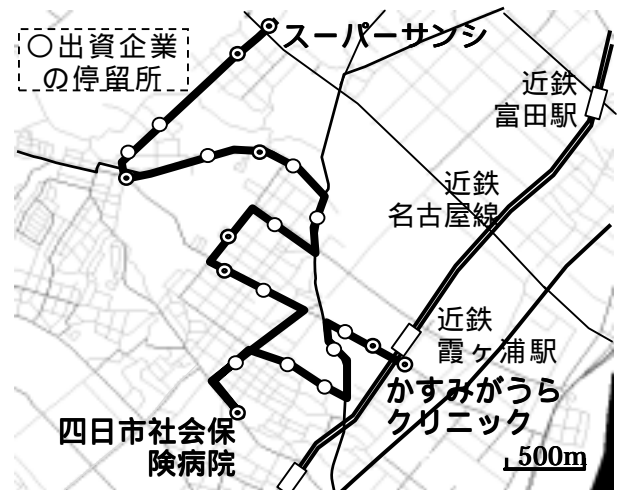 ○出資企業
の停留所
スーパーサンシ
近鉄
富田駅
近鉄
名古屋線
近鉄
霞ヶ浦駅
かすみがうら
クリニック
四日市社会保
険病院
500m